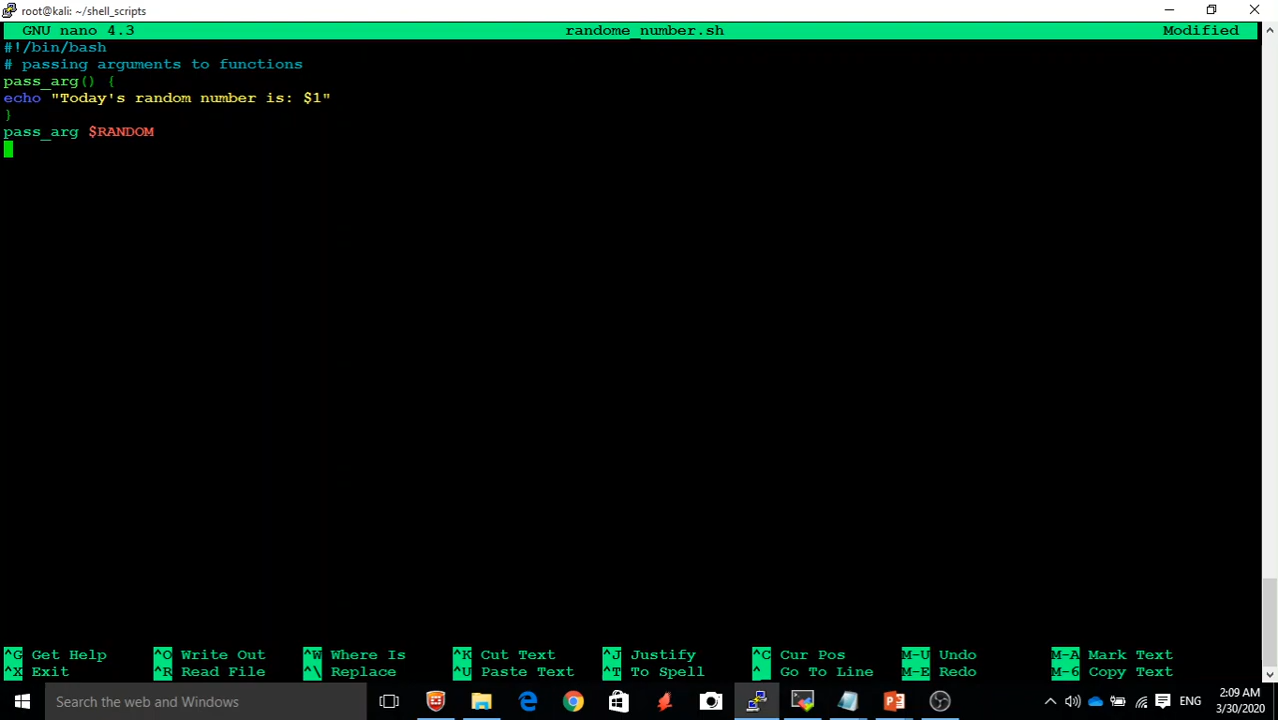 root@kali: ~/shell_scripts
GNU nano 4.3 randome_number.sh Modified
#!/bin/bash
# passing arguments to functions
pass_arg() {
echo "Today's random number is: $1"
}
pass_arg $RANDOM
^G Get Help ^O Write Out ^W Where Is ^K Cut Text ^J Justify ^C Cur Pos M-U Undo M-A Mark Text
^X Exit ^R Read File ^\ Replace ^U Paste Text ^T To Spell ^_ Go To Line M-E Redo M-6 Copy Text
Search the web and Windows
ENG
2:09 AM
3/30/2020